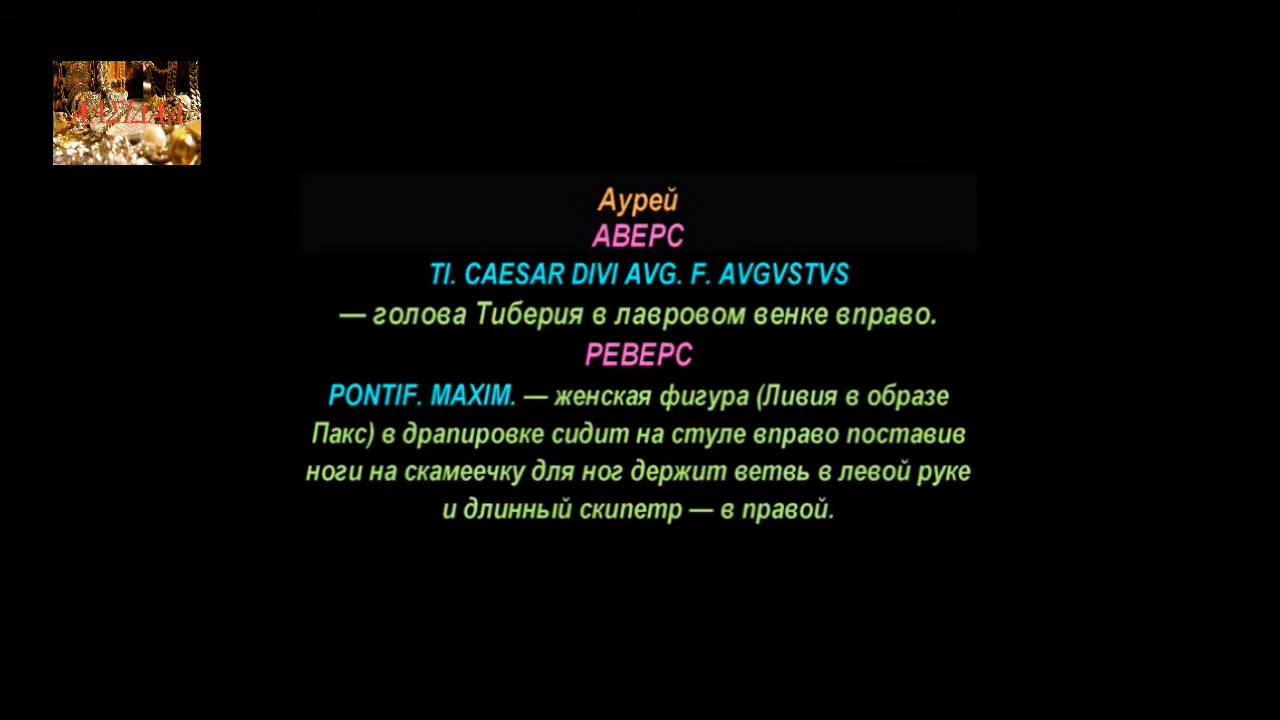 Аурей
АВЕРС
TI. CAESAR DIVI AVG. F. AVGVSTVS
— голова Тиберия в лавровом венке вправо.
РЕВЕРС
PONTIF. MAXIM. — женская фигура (Ливия в образе
Пакс) в драпировке сидит на стуле вправо поставив
ноги на скамеечку для ног держит ветвь в левой руке
и длинный скипетр — в правой.